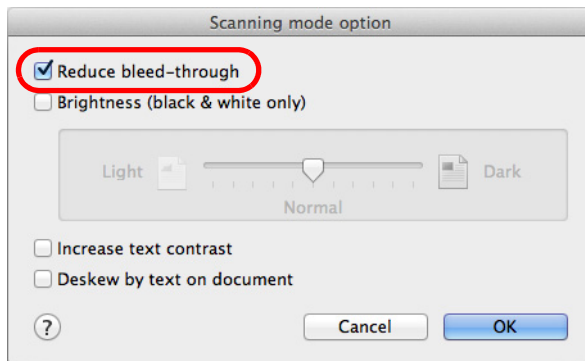 Scanning mode option
Reduce bleed-through
Brightness (black & white only)
Light Dark
Normal
Increase text contrast
Deskew by text on document
? Cancel OK